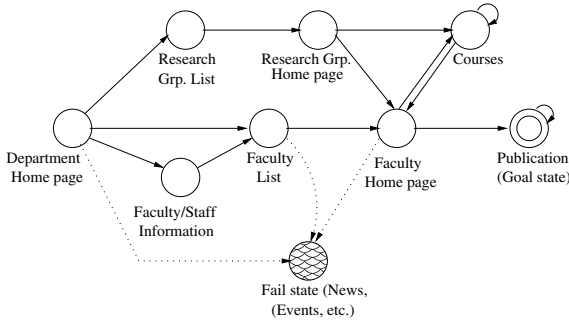 Research
Grp. List
Research Grp.
Home page
Courses
Department
Home page
Faculty
List
Faculty
Home page
Publication
(Goal state)
Faculty/Staff
Information
Fail state (News,
(Events, etc.)